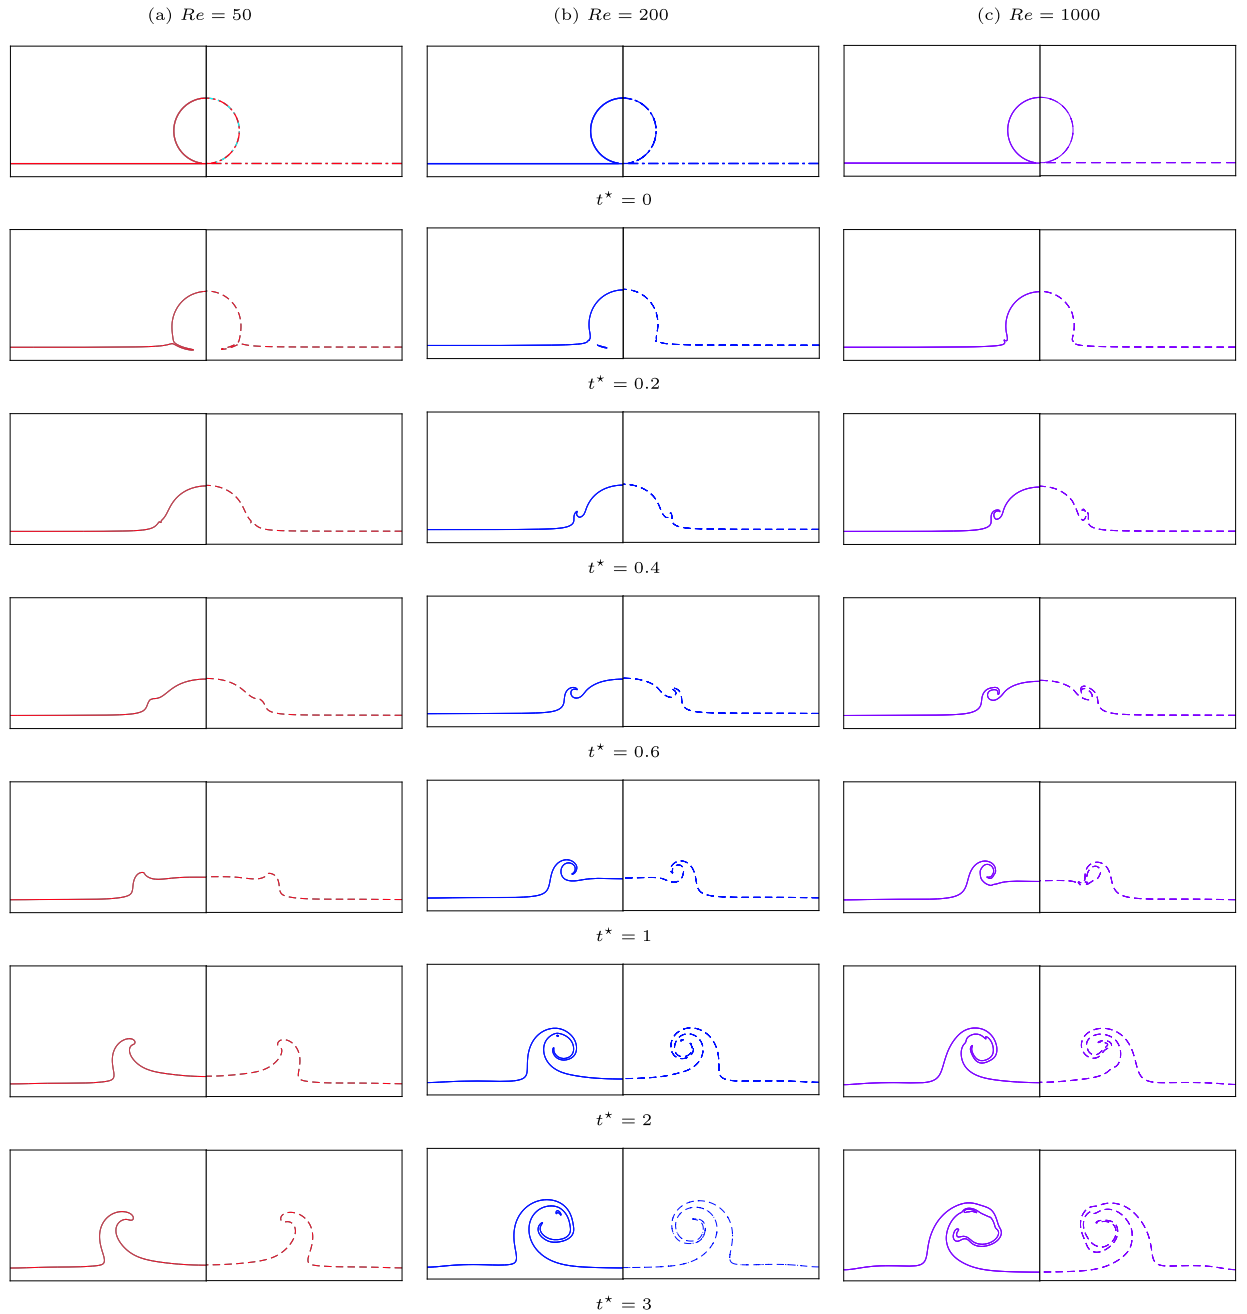 (a) Re = 50
(b) Re = 200
(c) Re = 1000
t⋆ = 0
t⋆ = 0.2
t⋆ = 0.4
t⋆ = 0.6
t⋆ = 1
t⋆ = 2
t⋆ = 3